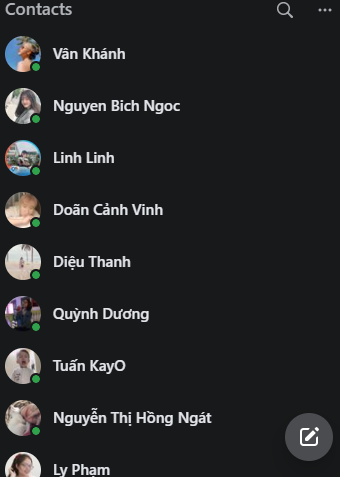 Contacts
Vân Khánh
Nguyen Bich Ngoc
Linh Linh
Doãn Cảnh Vinh
Diệu Thanh
Quỳnh Dương
Tuấn KayO
Nguyễn Thị Hồng Ngát
Ly Phạm